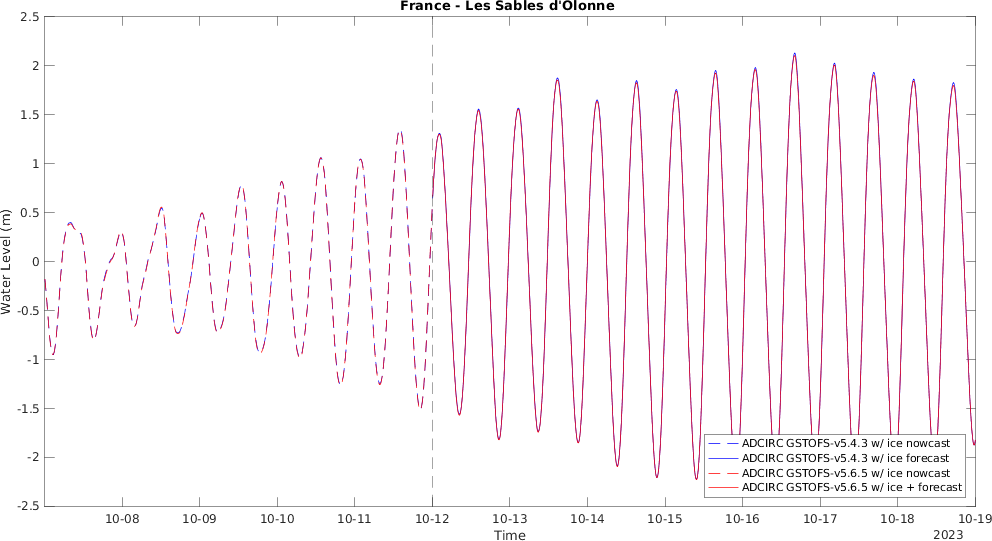 France - Les Sables d'Olonne
2.5
2
1.5
1
0.5
0
-0.5
-1
-1.5
-2
-2.5
Water Level (m)
ADCIRC GSTOFS-v5.4.3 w/ ice nowcast
ADCIRC GSTOFS-v5.4.3 w/ ice forecast
ADCIRC GSTOFS-v5.6.5 w/ ice nowcast
ADCIRC GSTOFS-v5.6.5 w/ ice + forecast
10-08 10-09 10-10 10-11 10-12 10-13 10-14 10-15 10-16 10-17 10-18 10-19
Time
2023